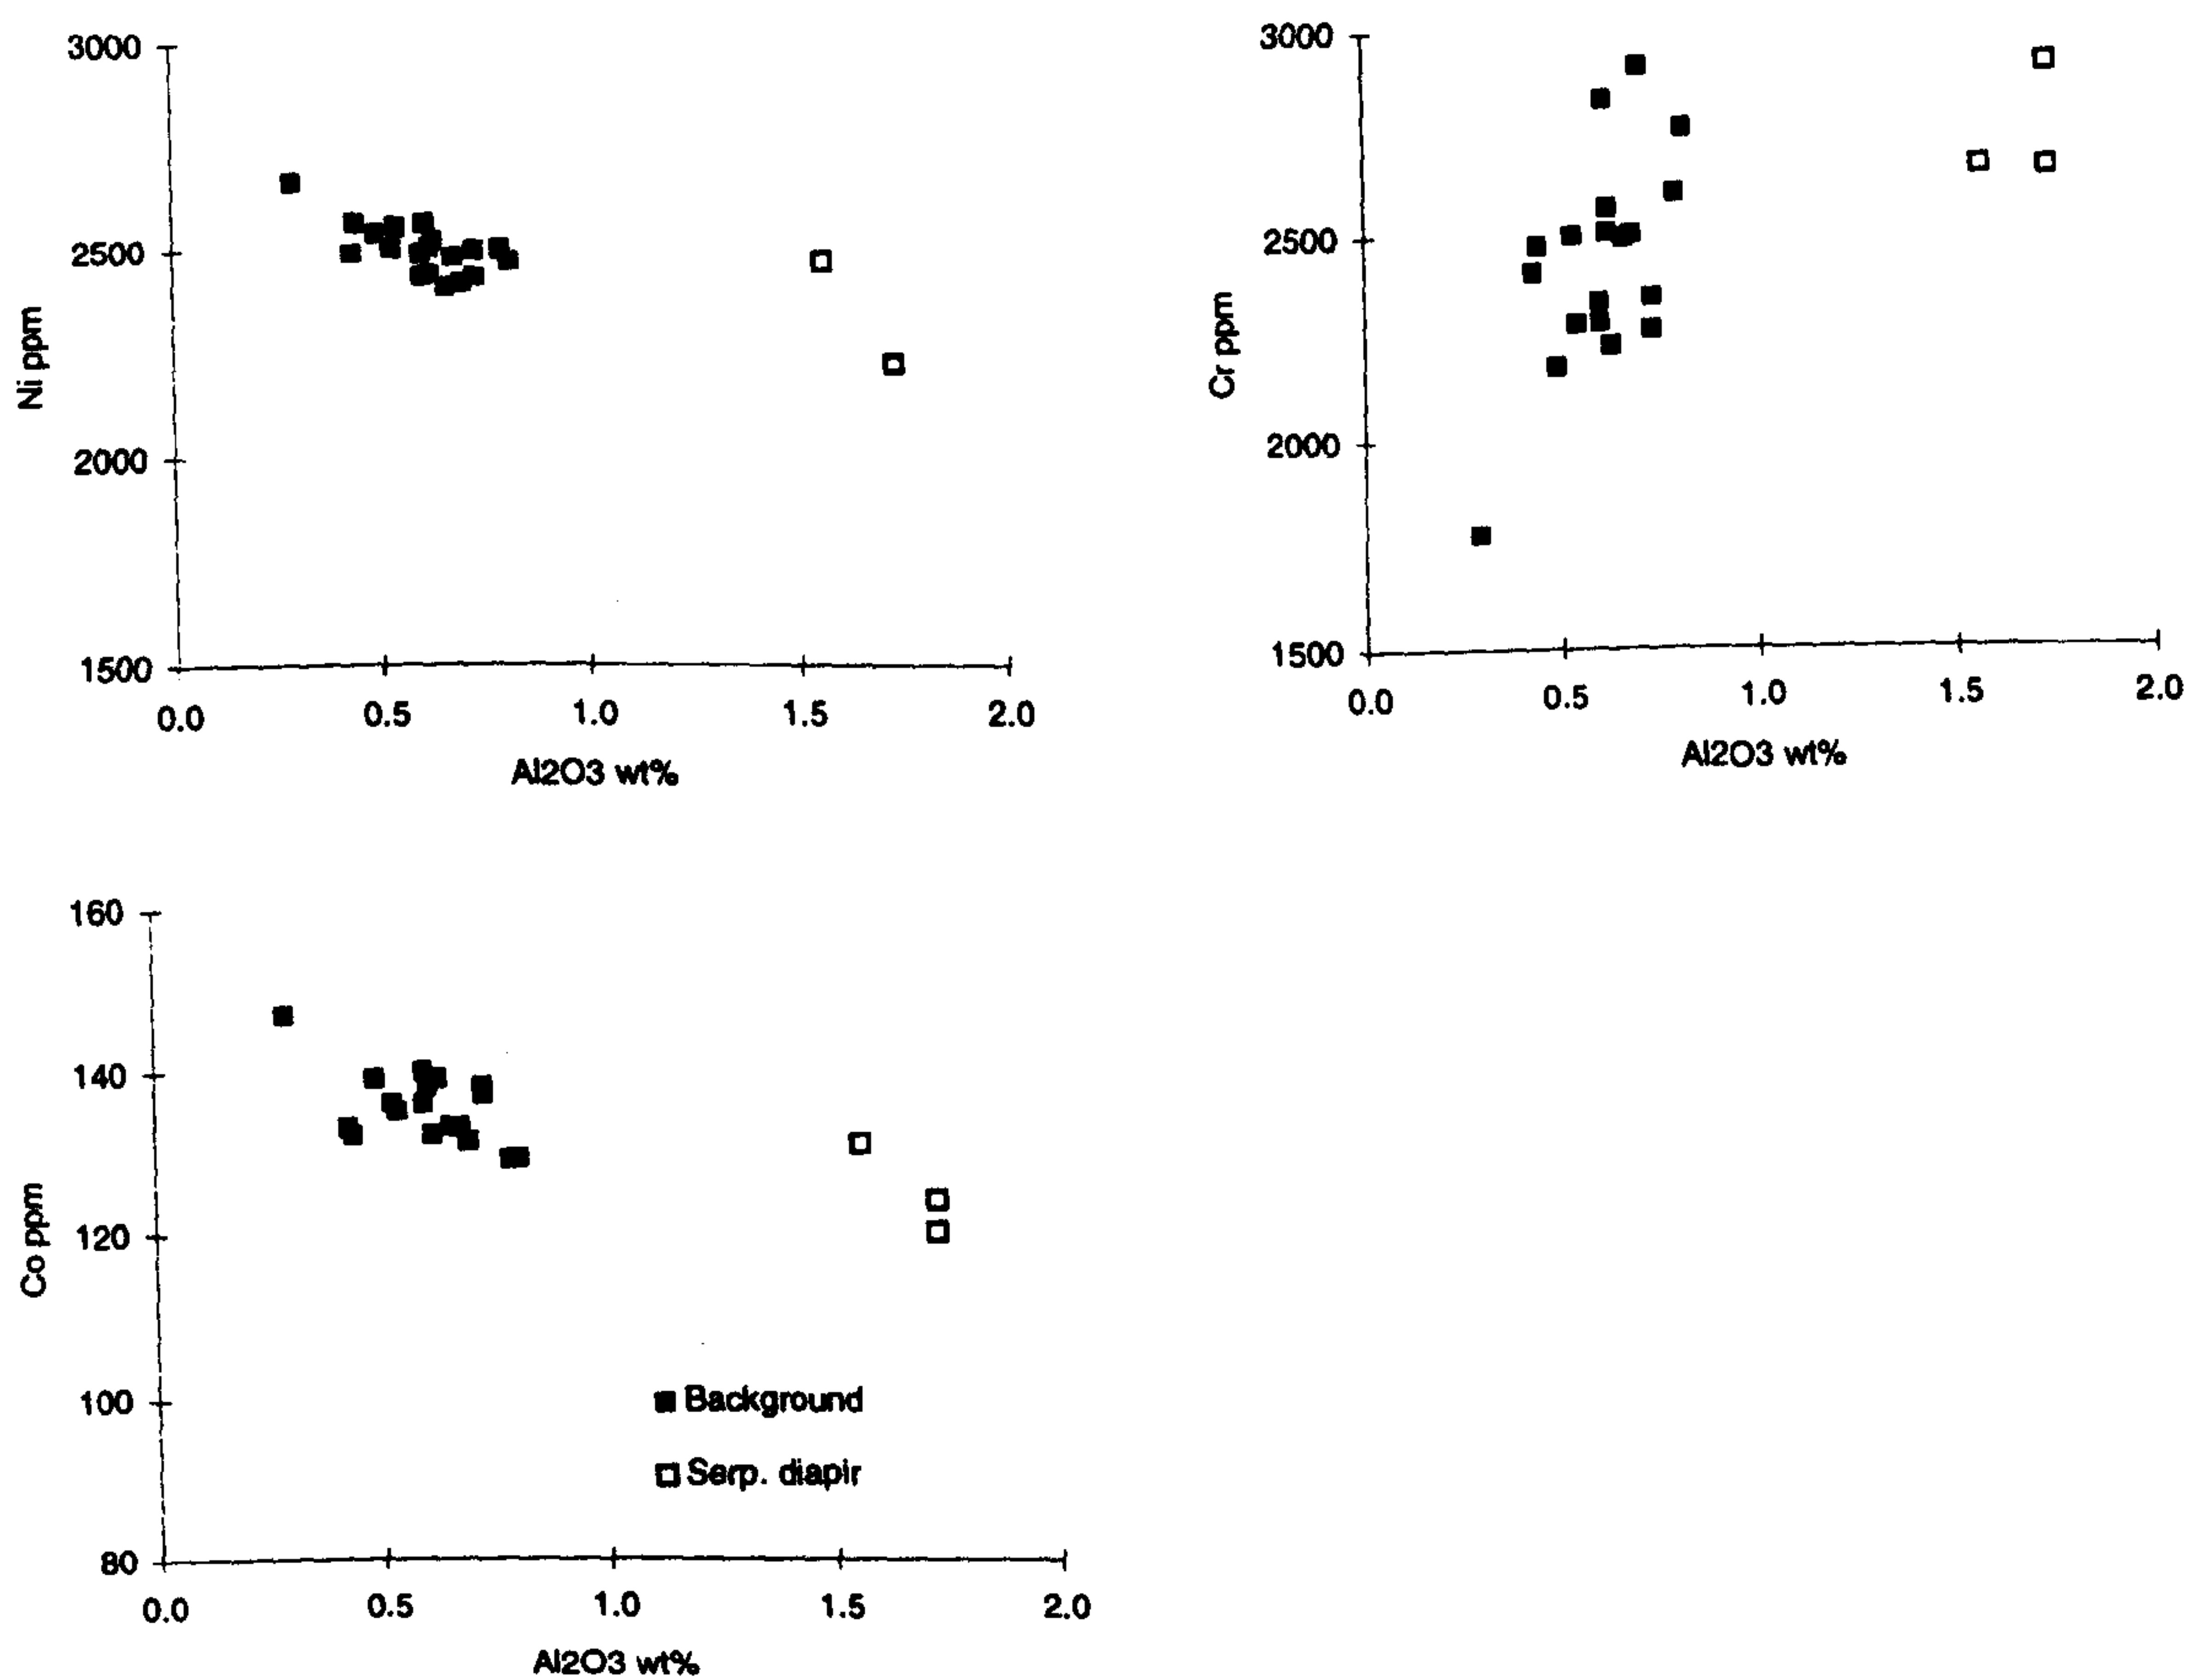 3000
2500
2000
1500
Ni ppm
0.0 0.5 1.0 1.5 2.0
Al2O3 wt%
3000
2500
2000
1500
Cr ppm
0.0 0.5 1.0 1.5 2.0
Al2O3 wt%
160
140
120
100
80
Co ppm
Background
Serp. diapir
0.0 0.5 1.0 1.5 2.0
Al2O3 wt%